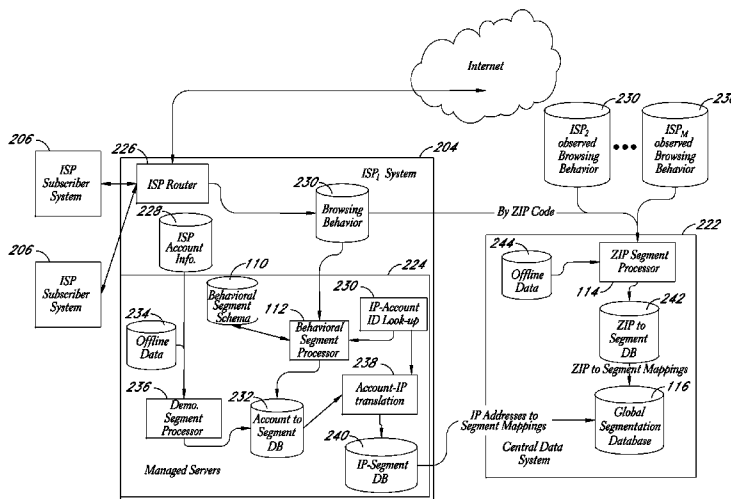 Internet
230
230
206
204
226
ISP
Subscriber
System
ISP Router
ISP1 System
ISP2
observed
Browsing
Behavior
ISPM
observed
Browsing
Behavior
228
230
By ZIP Code
ISP
Account
Info.
Browsing
Behavior
222
206
ISP
Subscriber
System
110
224
244
Offline
Data
ZIP Segment
Processor
114
Behavioral
Segment
Schema
112
230
IP-Account
ID Look-up
242
234
Offline
Data
Behavioral
Segment
Processor
ZIP to
Segment
DB
238
ZIP to Segment Mappings
236
232
Account-IP
translation
116
Demo.
Segment
Processor
Account to
Segment
DB
IP Addresses to
Segment Mappings
Global
Segmentation
Database
240
IP-Segment
DB
Managed Servers
Central Data
System